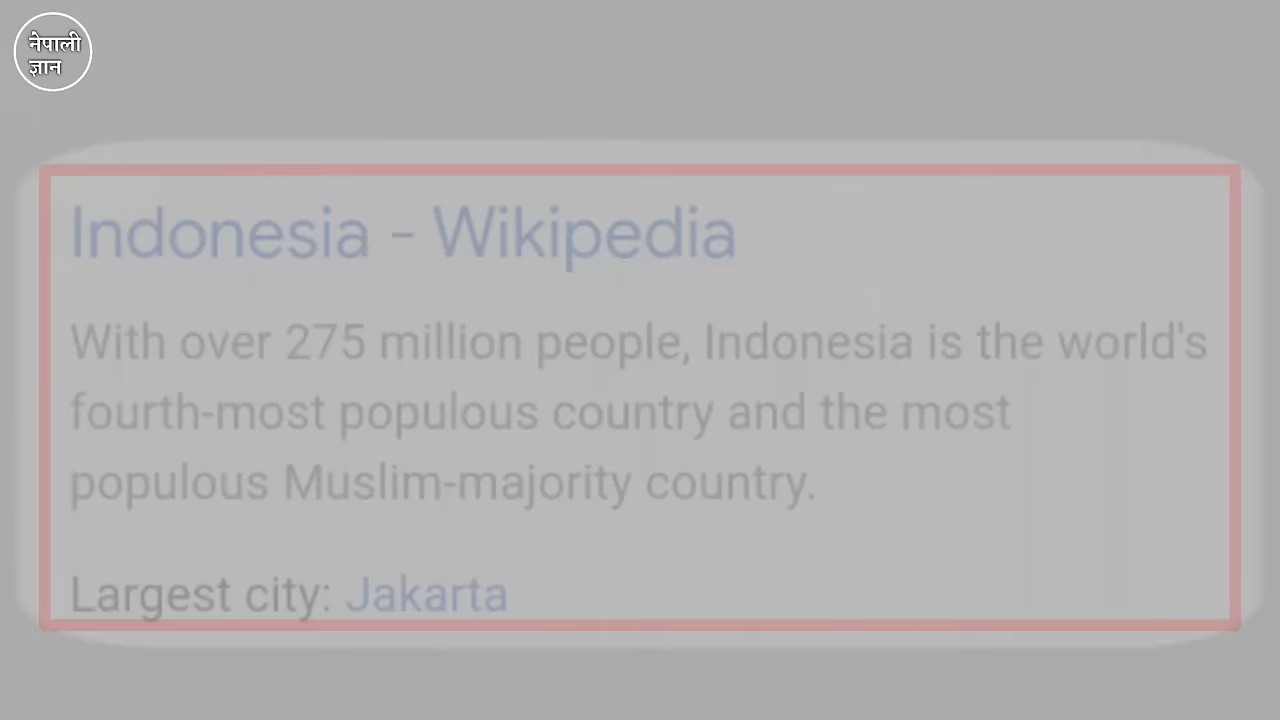 नेपाली
ज्ञान
Indonesia - Wikipedia
With over 275 million people, Indonesia is the world's
fourth-most populous country and the most
populous Muslim-majority country.
Largest city: Jakarta